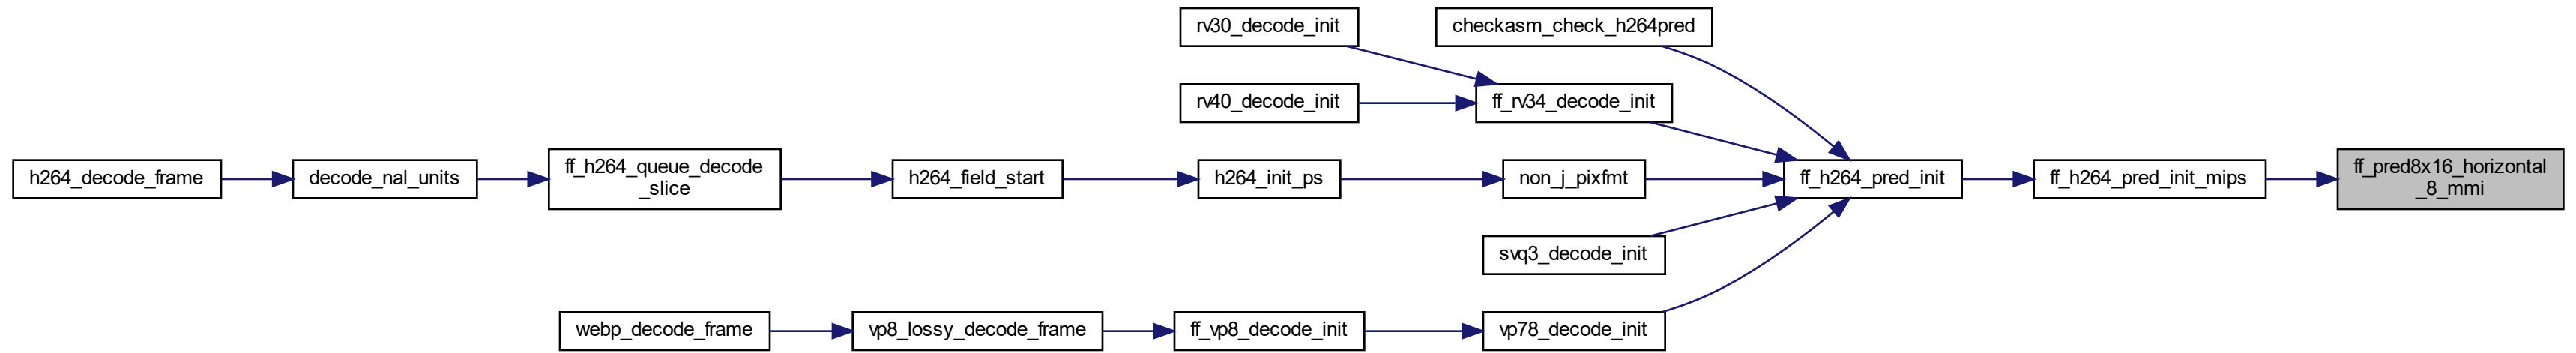 rv30_decode_init
checkasm_check_h264pred
rv40_decode_init
ff_rv34_decode_init
h264_decode_frame
decode_nal_units
ff_h264_queue_decode
_slice
h264_field_start
h264_init_ps
non_j_pixfmt
ff_h264_pred_init
ff_h264_pred_init_mips
ff_pred8x16_horizontal
_8_mmi
svq3_decode_init
webp_decode_frame
vp8_lossy_decode_frame
ff_vp8_decode_init
vp78_decode_init